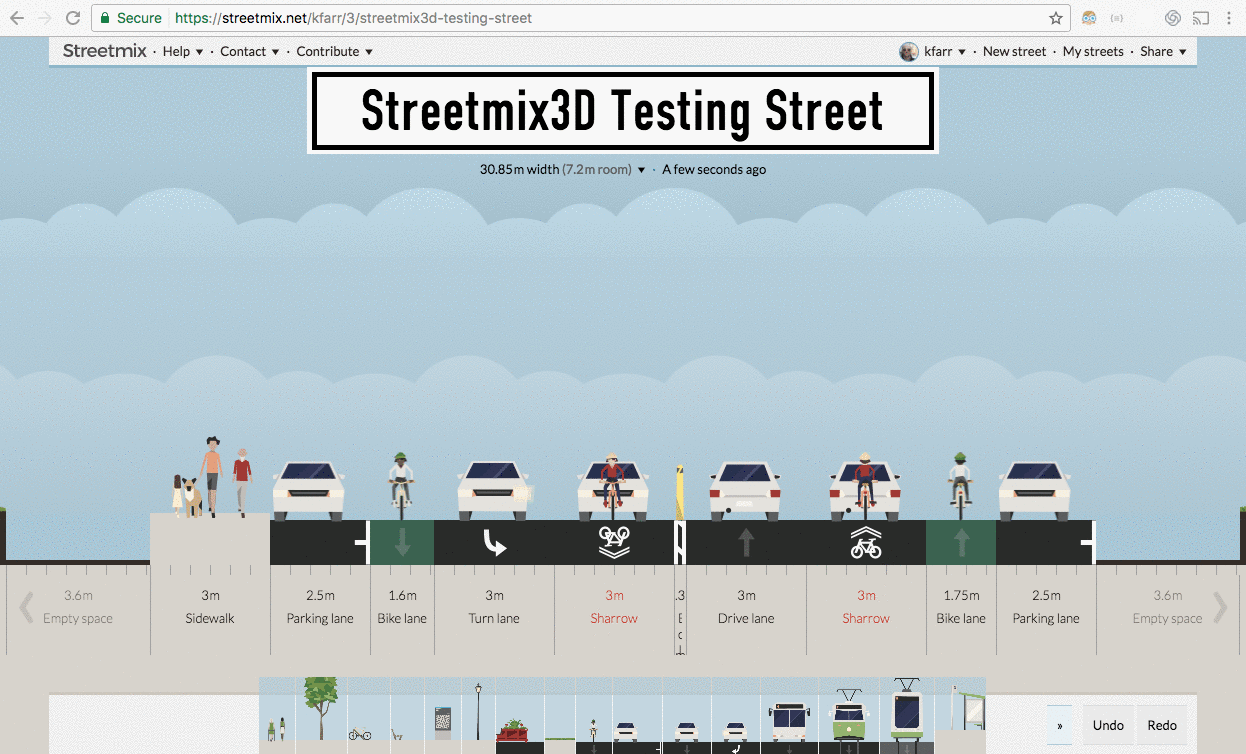 Secure https://streetmix.net/kfarr/3/streetmix3d-testing-street
Streetmix · Help ▾ · Contact ▾ · Contribute ▾ kfarr ▾ · New street · My streets · Share ▾
Streetmix3D Testing Street
30.85m width (7.2m room) ▾ · A few seconds ago
3.6m 3m 2.5m 1.6m 3m 3m .3 3m 3m 1.75m 2.5m 3.6m
Empty space Sidewalk Parking lane Bike lane Turn lane Sharrow Drive lane Sharrow Bike lane Parking lane Empty space
» Undo Redo